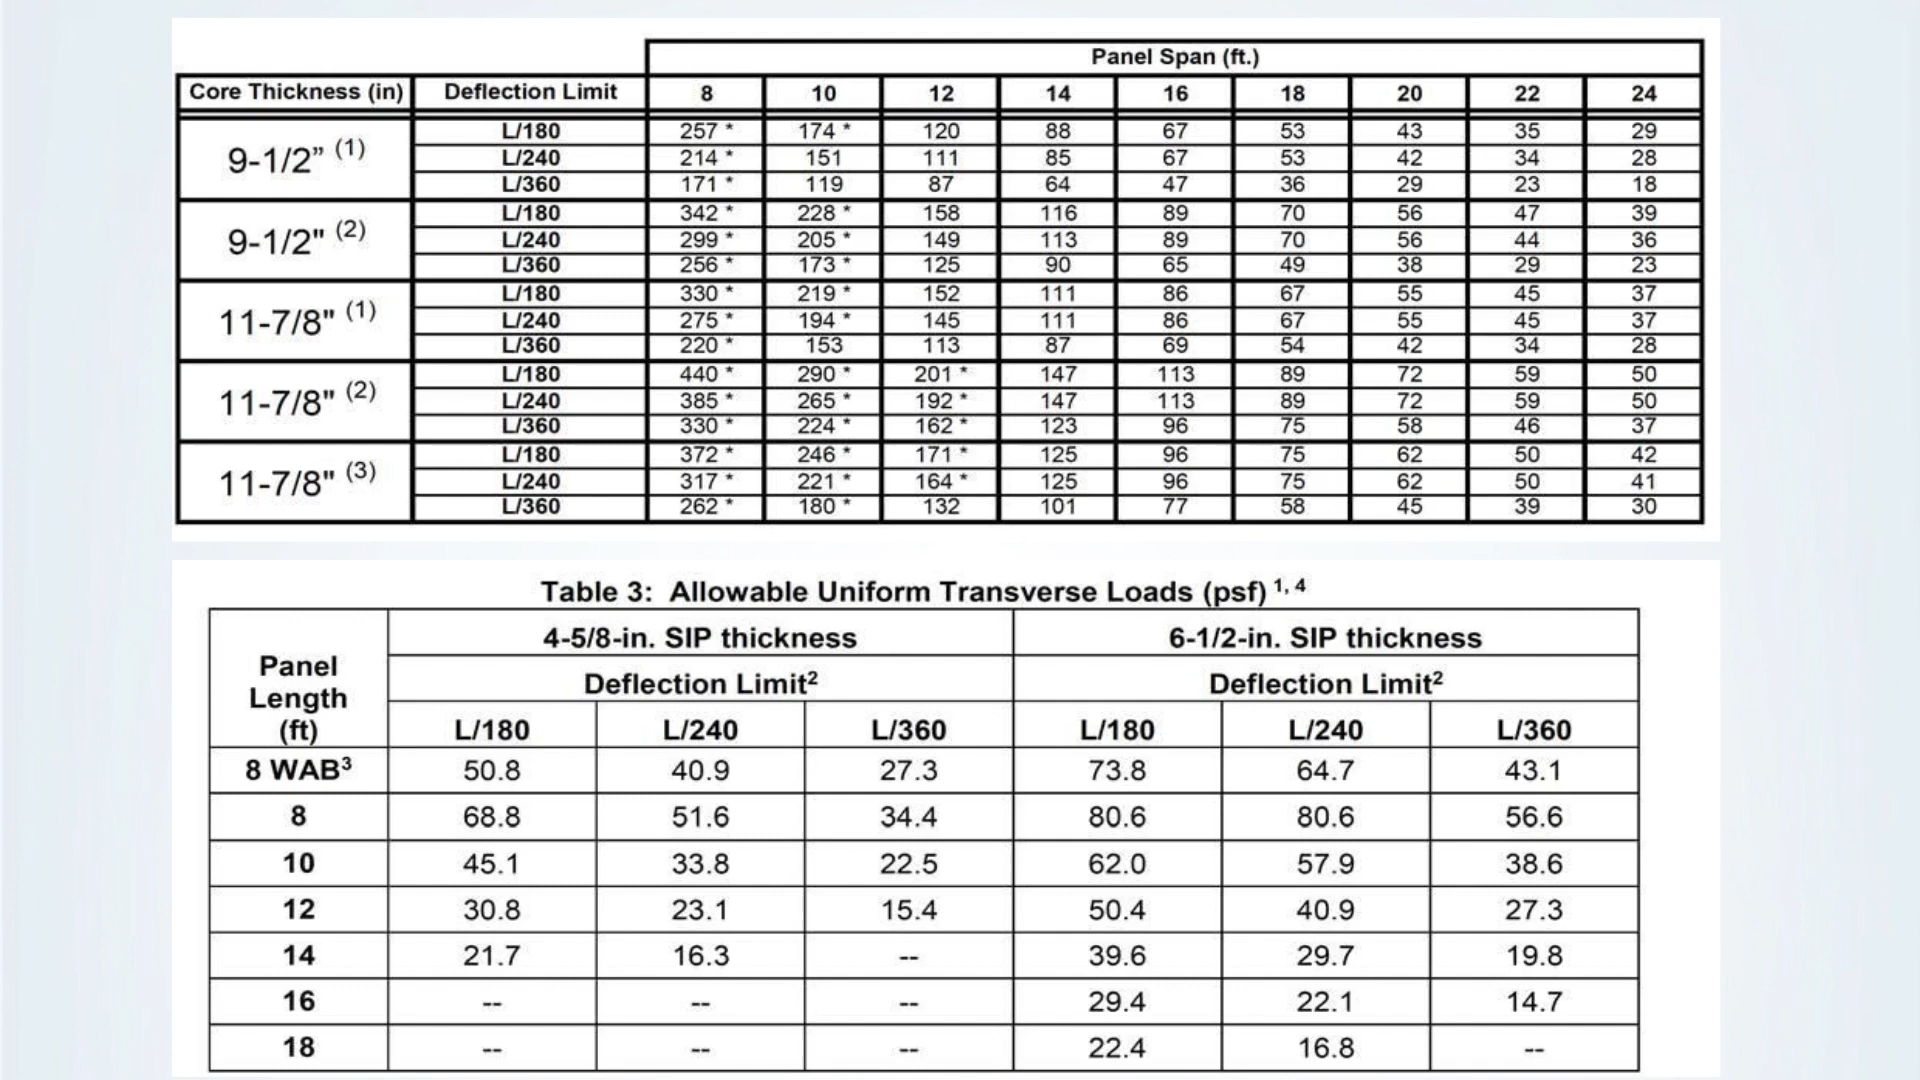 Panel Span (ft.)
Core Thickness (in) Deflection Limit 8 10 12 14 16 18 20 22 24
9-1/2” (1)
L/180 257 * 174 * 120 88 67 53 43 35 29
L/240 214 * 151 111 85 67 53 42 34 28
L/360 171 * 119 87 64 47 36 29 23 18
9-1/2" (2)
L/180 342 * 228 * 158 116 89 70 56 47 39
L/240 299 * 205 * 149 113 89 70 56 44 36
L/360 256 * 173 * 125 90 65 49 38 29 23
11-7/8" (1)
L/180 330 * 219 * 152 111 86 67 55 45 37
L/240 275 * 194 * 145 111 86 67 55 45 37
L/360 220 * 153 113 87 69 54 42 34 28
11-7/8" (2)
L/180 440 * 290 * 201 * 147 113 89 72 59 50
L/240 385 * 265 * 192 * 147 113 89 72 59 50
L/360 330 * 224 * 162 * 123 96 75 58 46 37
11-7/8" (3)
L/180 372 * 246 * 171 * 125 96 75 62 50 42
L/240 317 * 221 * 164 * 125 96 75 62 50 41
L/360 262 * 180 * 132 101 77 58 45 39 30
Table 3: Allowable Uniform Transverse Loads (psf) 1, 4
Panel
Length
(ft)
4-5/8-in. SIP thickness 6-1/2-in. SIP thickness
Deflection Limit2 Deflection Limit2
L/180 L/240 L/360 L/180 L/240 L/360
8 WAB3 50.8 40.9 27.3 73.8 64.7 43.1
8 68.8 51.6 34.4 80.6 80.6 56.6
10 45.1 33.8 22.5 62.0 57.9 38.6
12 30.8 23.1 15.4 50.4 40.9 27.3
14 21.7 16.3 -- 39.6 29.7 19.8
16 -- -- -- 29.4 22.1 14.7
18 -- -- -- 22.4 16.8 --